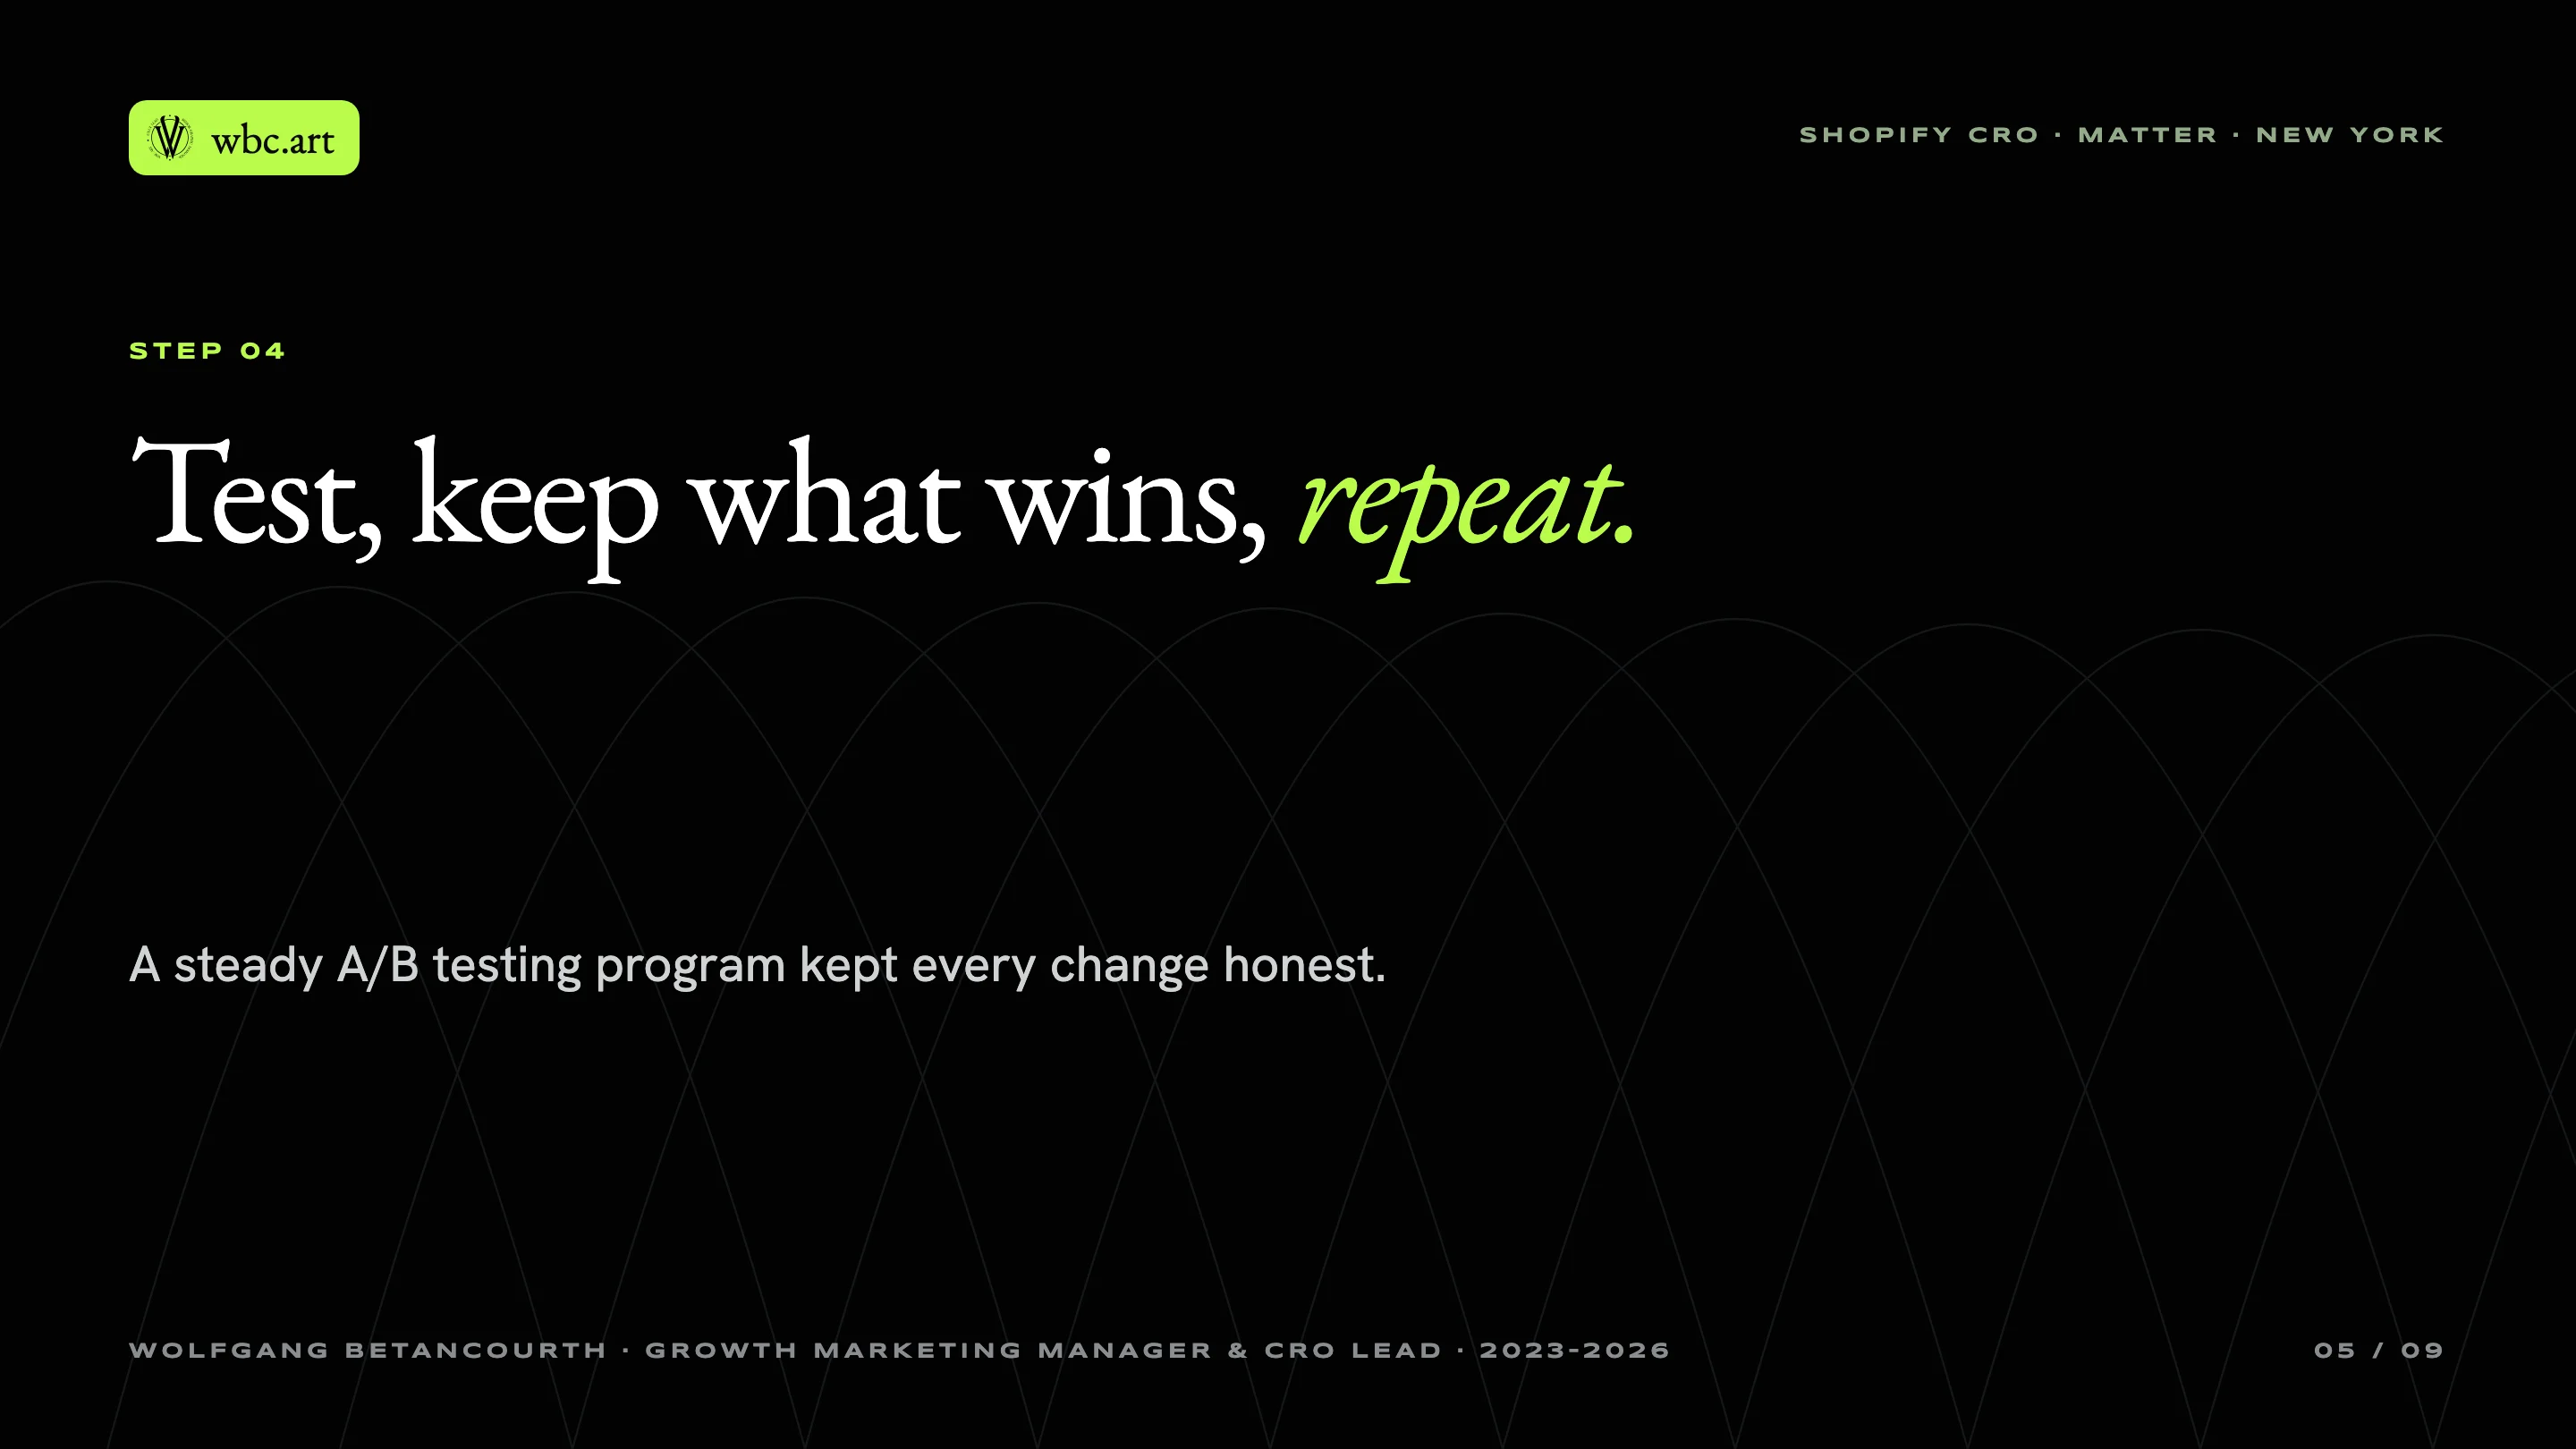 wbc.art
SHOPIFY CRO · MATTER · NEW YORK
STEP 04
Test, keep what wins, repeat.
A steady A/B testing program kept every change honest.
WOLFGANG BETANCOURTH · GROWTH MARKETING MANAGER & CRO LEAD · 2023-2026
05 / 09